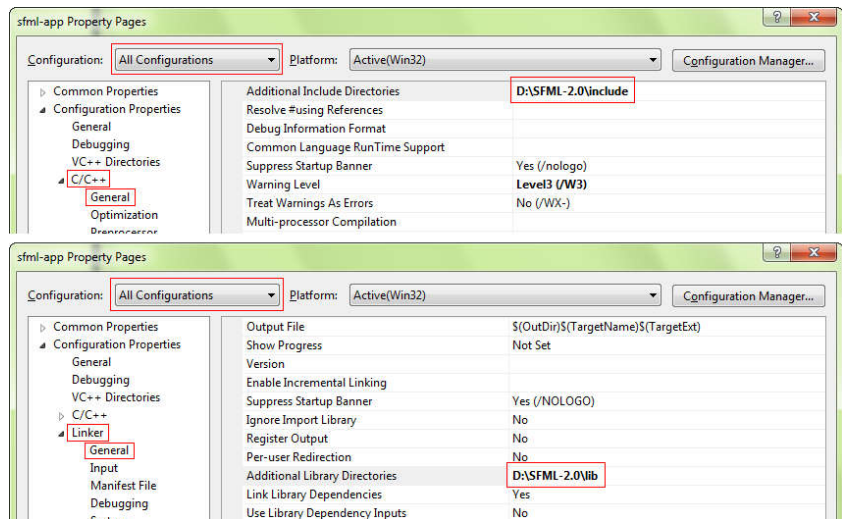 sfml-app Property Pages
Configuration: All Configurations Platform: Active(Win32) Configuration Manager...
Common Properties
Configuration Properties
General
Debugging
VC++ Directories
C/C++
General
Optimization
Preprocessor
Additional Include Directories D:\SFML-2.0\include
Resolve #using References
Debug Information Format
Common Language RunTime Support
Suppress Startup Banner Yes (/nologo)
Warning Level Level3 (/W3)
Treat Warnings As Errors No (/WX-)
Multi-processor Compilation
sfml-app Property Pages
Configuration: All Configurations Platform: Active(Win32) Configuration Manager...
Common Properties
Configuration Properties
General
Debugging
VC++ Directories
C/C++
Linker
General
Input
Manifest File
Debugging
Output File $(OutDir)$(TargetName)$(TargetExt)
Show Progress Not Set
Version
Enable Incremental Linking
Suppress Startup Banner Yes (/NOLOGO)
Ignore Import Library No
Register Output No
Per-user Redirection No
Additional Library Directories D:\SFML-2.0\lib
Link Library Dependencies Yes
Use Library Dependency Inputs No